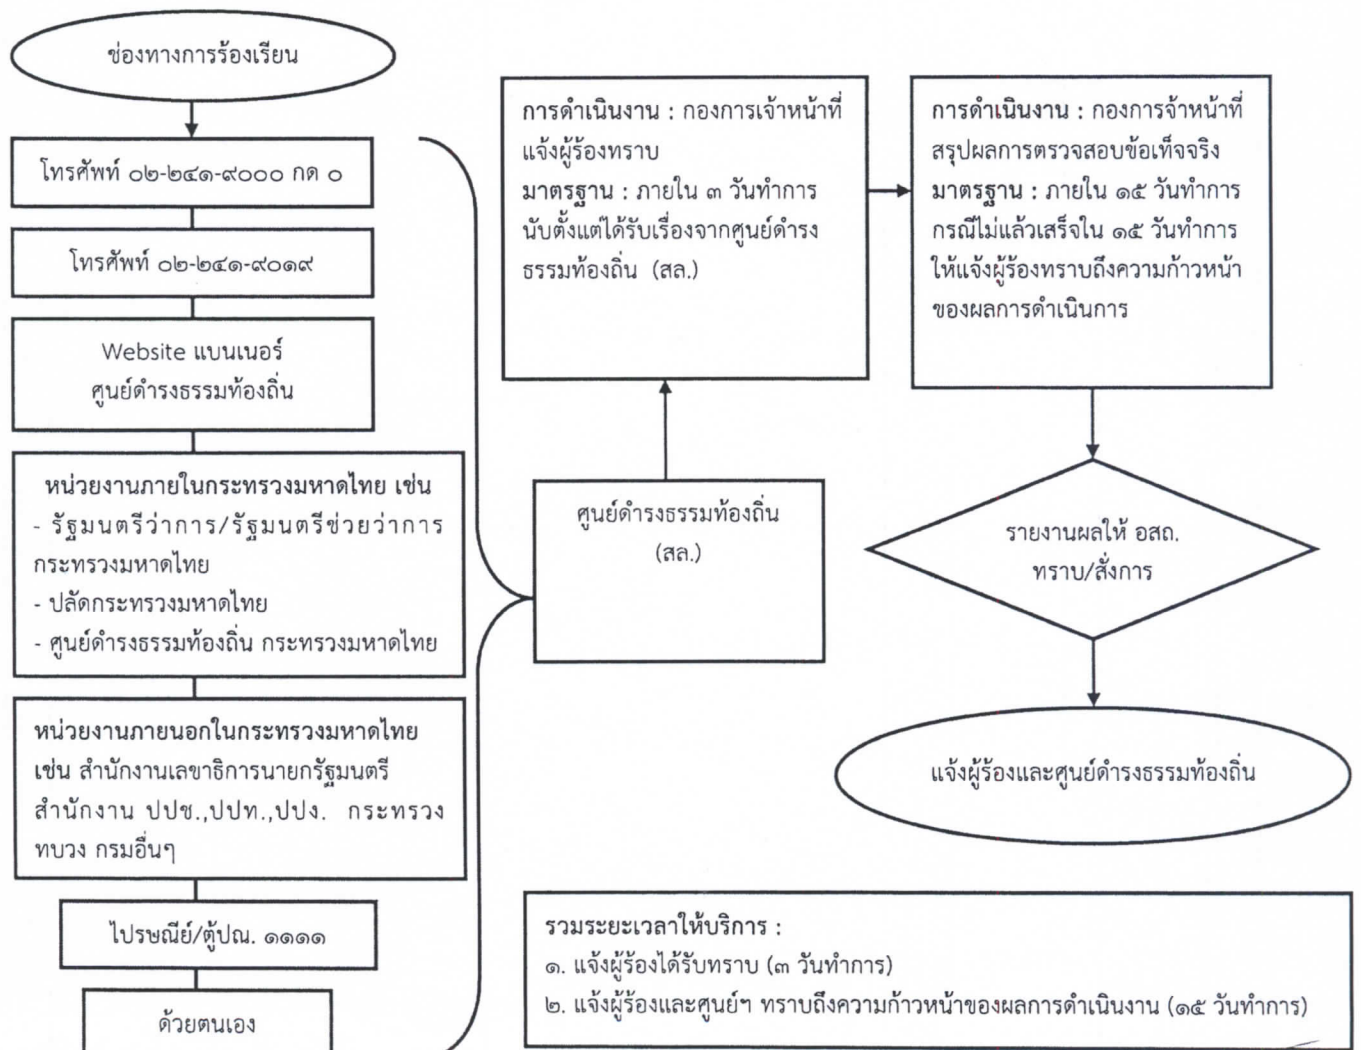 ช่องทางการร้องเรียน
โทรศัพท์ ๐๒-๒๔๑-๙๐๐๐ กด ๐
โทรศัพท์ ๐๒-๒๔๑-๙๐๑๙
Website แบนเนอร์
ศูนย์ดำรงธรรมท้องถิ่น
หน่วยงานภายในกระทรวงมหาดไทย เช่น
- รัฐมนตรีว่าการ/รัฐมนตรีช่วยว่าการ
กระทรวงมหาดไทย
- ปลัดกระทรวงมหาดไทย
- ศูนย์ดำรงธรรมท้องถิ่น กระทรวงมหาดไทย
หน่วยงานภายนอกในกระทรวงมหาดไทย
เช่น สำนักงานเลขาธิการนายกรัฐมนตรี
สำนักงาน ปปช.,ปปท.,ปปง. กระทรวง
ทบวง กรมอื่นๆ
ไปรษณีย์/ตู้ปณ. ๑๑๑๑
ด้วยตนเอง
ศูนย์ดำรงธรรมท้องถิ่น
(สล.)
การดำเนินงาน : กองการเจ้าหน้าที่
แจ้งผู้ร้องทราบ
มาตรฐาน : ภายใน ๓ วันทำการ
นับตั้งแต่ได้รับเรื่องจากศูนย์ดำรง
ธรรมท้องถิ่น (สล.)
การดำเนินงาน : กองการจ้าหน้าที่
สรุปผลการตรวจสอบข้อเท็จจริง
มาตรฐาน : ภายใน ๑๕ วันทำการ
กรณีไม่แล้วเสร็จใน ๑๕ วันทำการ
ให้แจ้งผู้ร้องทราบถึงความก้าวหน้า
ของผลการดำเนินการ
รายงานผลให้ อสถ.
ทราบ/สั่งการ
แจ้งผู้ร้องและศูนย์ดำรงธรรมท้องถิ่น
รวมระยะเวลาให้บริการ :
๑. แจ้งผู้ร้องได้รับทราบ (๓ วันทำการ)
๒. แจ้งผู้ร้องและศูนย์ฯ ทราบถึงความก้าวหน้าของผลการดำเนินงาน (๑๕ วันทำการ)